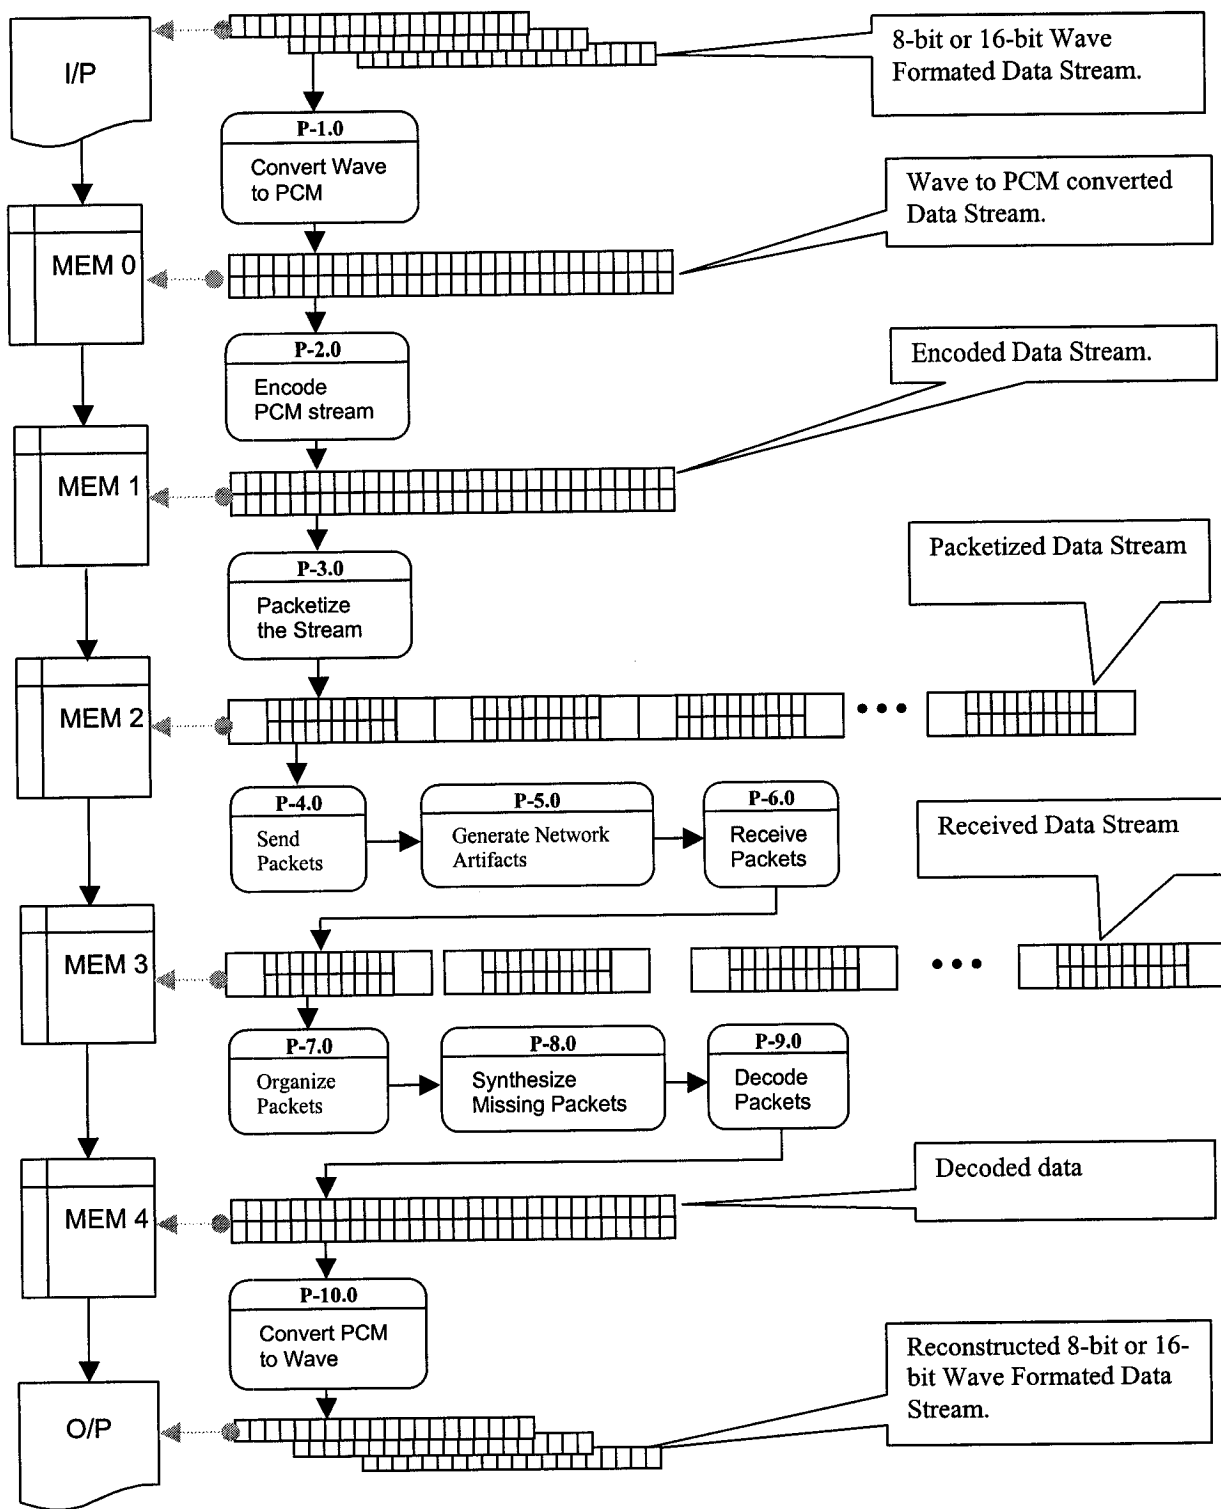 I/P
8-bit or 16-bit Wave
Formated Data Stream.
P-1.0
Convert Wave
to PCM
Wave to PCM converted
Data Stream.
MEM 0
P-2.0
Encode
PCM stream
Encoded Data Stream.
MEM 1
P-3.0
Packetize
the Stream
Packetized Data Stream
MEM 2
P-4.0
Send
Packets
P-5.0
Generate Network
Artifacts
P-6.0
Receive
Packets
Received Data Stream
MEM 3
P-7.0
Organize
Packets
P-8.0
Synthesize
Missing Packets
P-9.0
Decode
Packets
Decoded data
MEM 4
P-10.0
Convert PCM
to Wave
Reconstructed 8-bit or 16-
bit Wave Formated Data
Stream.
O/P